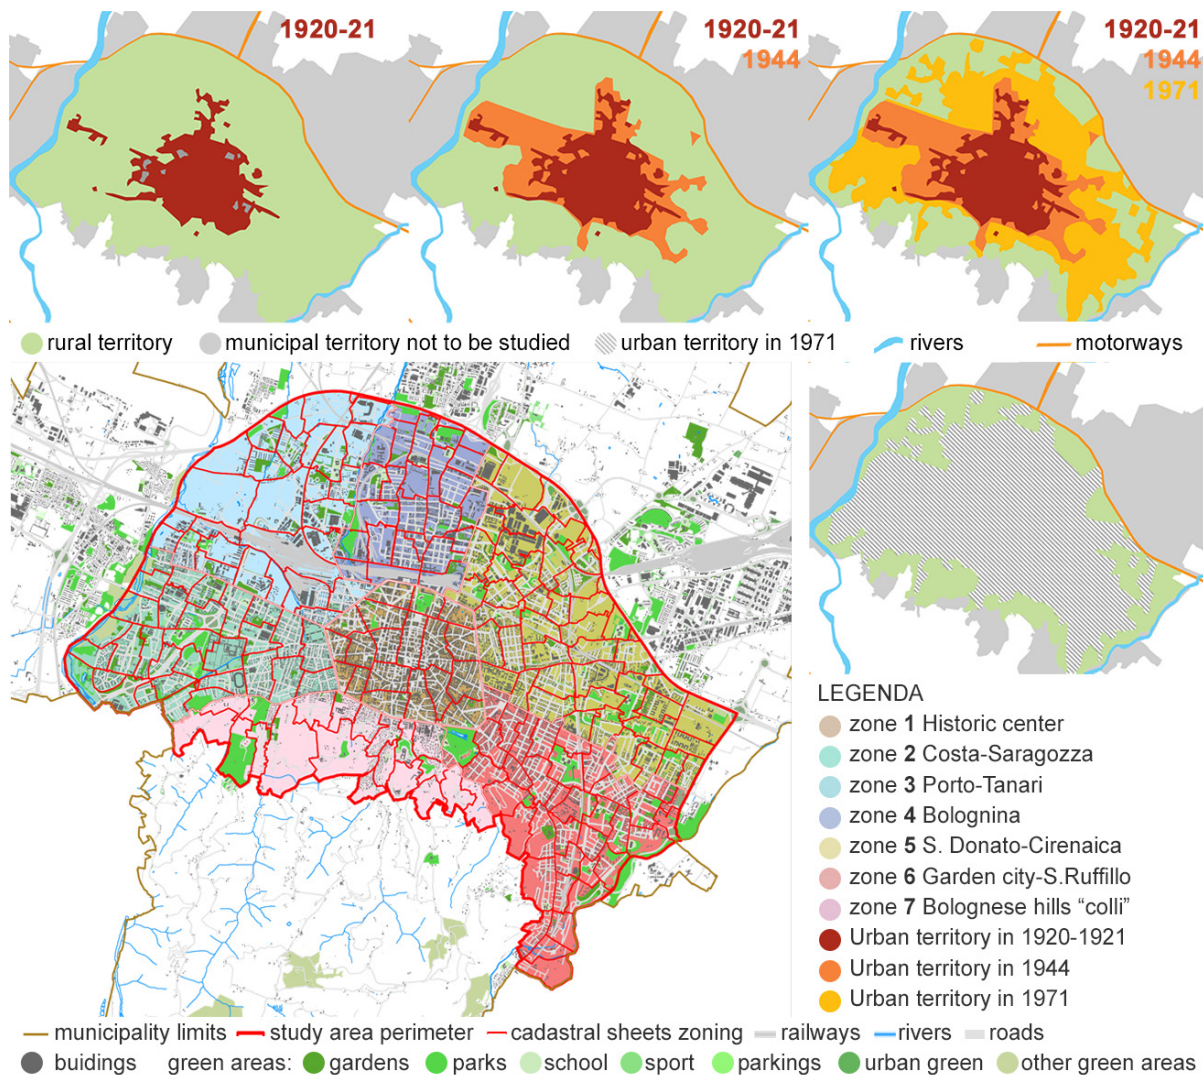 1920-21
1920-21
1944
1920-21
1944
1971
rural territory municipal territory not to be studied urban territory in 1971 rivers motorways
LEGENDA
zone 1 Historic center
zone 2 Costa-Saragozza
zone 3 Porto-Tanari
zone 4 Bolognina
zone 5 S. Donato-Cirenaica
zone 6 Garden city-S.Ruffillo
zone 7 Bolognese hills “colli”
Urban territory in 1920-1921
Urban territory in 1944
Urban territory in 1971
municipality limits study area perimeter cadastral sheets zoning railways rivers roads
buidings green areas: gardens parks school sport parkings urban green other green areas